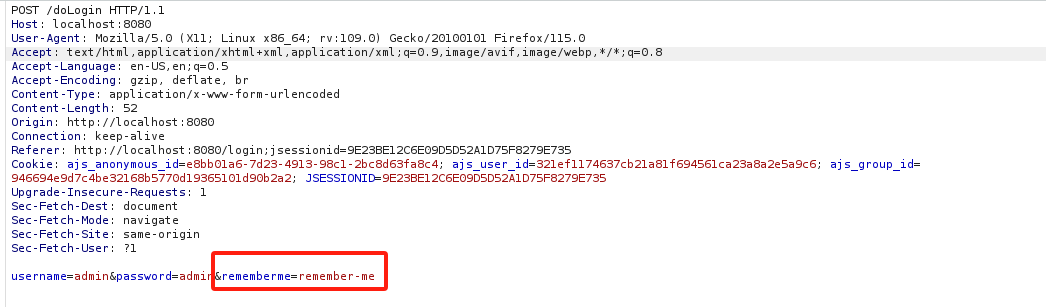 POST /doLogin HTTP/1.1
Host: localhost:8080
User-Agent: Mozilla/5.0 (X11; Linux x86_64; rv:109.0) Gecko/20100101 Firefox/115.0
Accept: text/html,application/xhtml+xml,application/xml;q=0.9,image/avif,image/webp,*/*;q=0.8
Accept-Language: en-US,en;q=0.5
Accept-Encoding: gzip, deflate, br
Content-Type: application/x-www-form-urlencoded
Content-Length: 52
Origin: http://localhost:8080
Connection: keep-alive
Referer: http://localhost:8080/login;jsessionid=9E23BE12C6E09D5D52A1D75F8279E735
Cookie: ajs_anonymous_id=e8bb01a6-7d23-4913-98c1-2bc8d63fa8c4; ajs_user_id=321ef1174637cb21a81f694561ca23a8a2e5a9c6; ajs_group_id=
946694e9d7c4be32168b5770d19365101d90b2a2; JSESSIONID=9E23BE12C6E09D5D52A1D75F8279E735
Upgrade-Insecure-Requests: 1
Sec-Fetch-Dest: document
Sec-Fetch-Mode: navigate
Sec-Fetch-Site: same-origin
Sec-Fetch-User: ?1
username=admin&password=admin&rememberme=remember-me